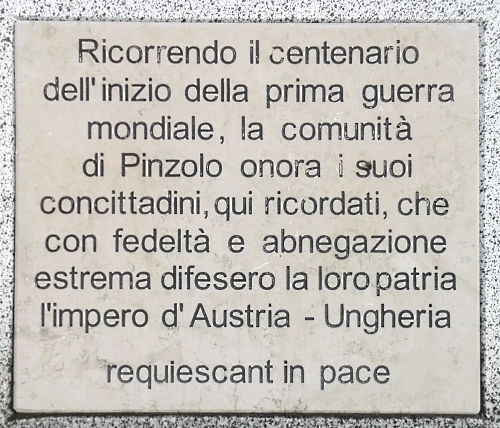 Ricorrendo il centenario
dell'inizio della prima guerra
mondiale, la comunità
di Pinzolo onora i suoi
concittadini, qui ricordati, che
con fedeltà e abnegazione
estrema difesero la loro patria
l'impero d'Austria - Ungheria
requiescant in pace